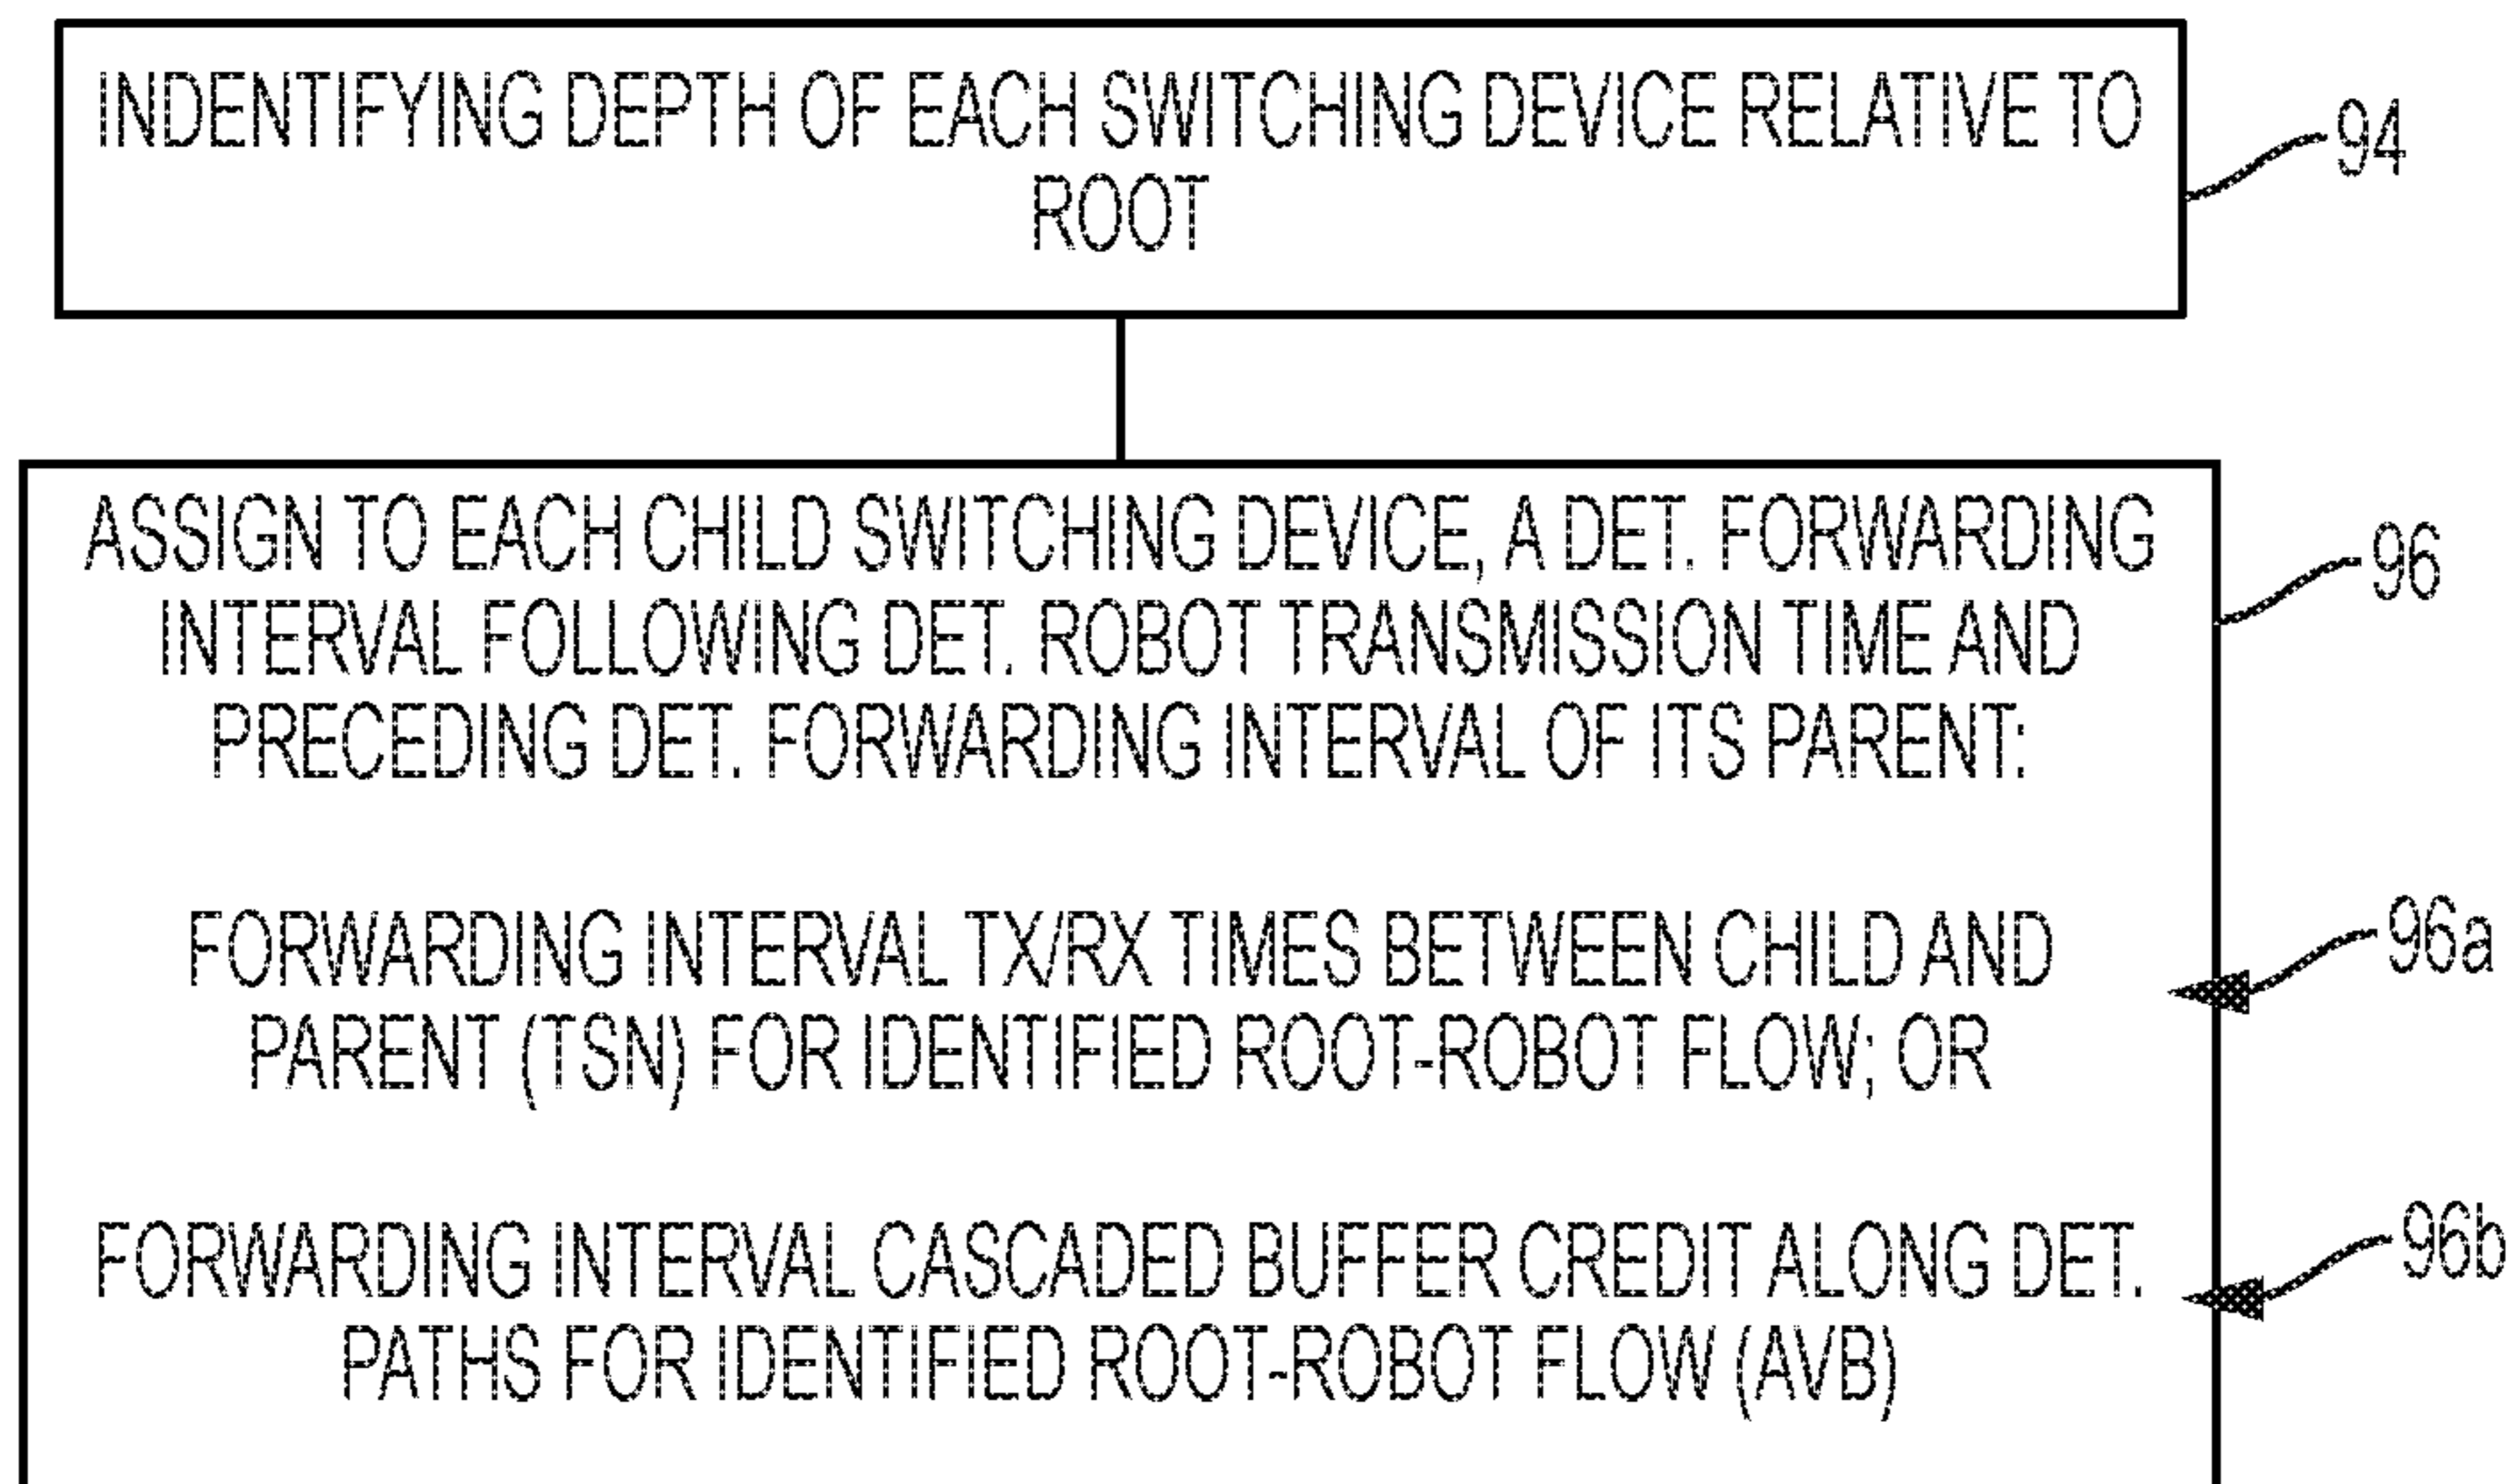 INDENTIFYING DEPTH OF EACH SWITCHING DEVICE RELATIVE TO
ROOT
94
ASSIGN TO EACH CHILD SWITCHING DEVICE, A DET. FORWARDING
INTERVAL FOLLOWING DET. ROBOT TRANSMISSION TIME AND
PRECEDING DET. FORWARDING INTERVAL OF ITS PARENT:
96
FORWARDING INTERVAL TX/RX TIMES BETWEEN CHILD AND
PARENT (TSN) FOR IDENTIFIED ROOT-ROBOT FLOW; OR
96a
FORWARDING INTERVAL CASCADED BUFFER CREDIT ALONG DET.
PATHS FOR IDENTIFIED ROOT-ROBOT FLOW (AVB)
96b